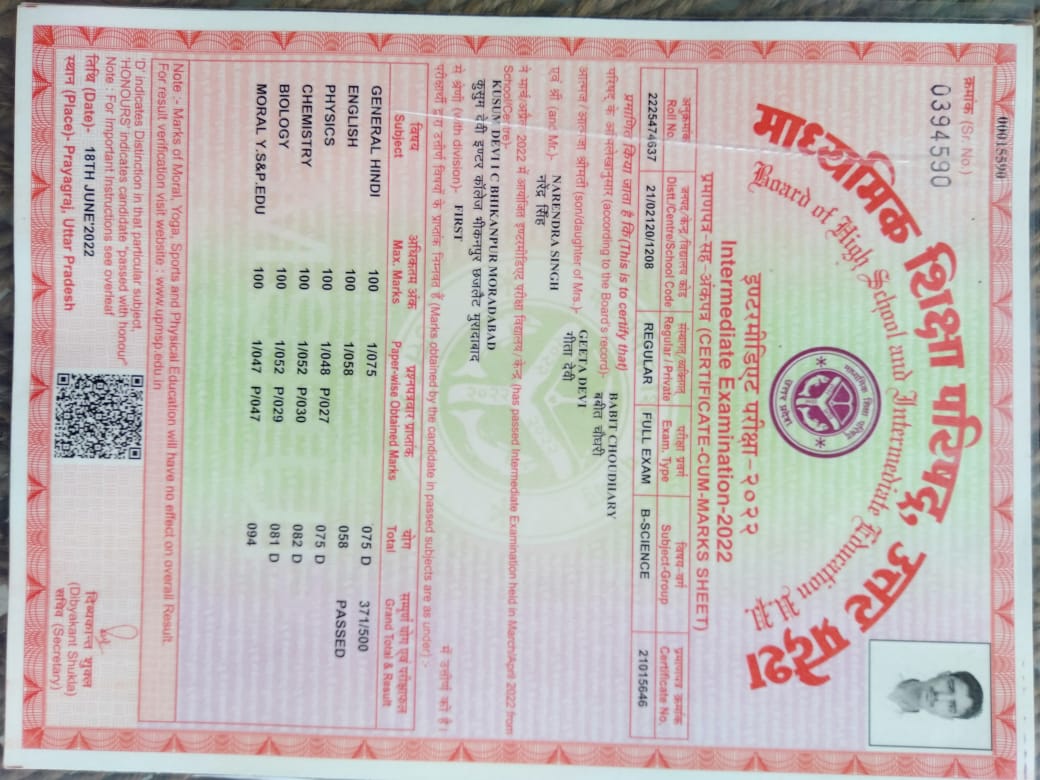 00015590
क्रमांक (Sr. No.)
0394590
माध्यमिक शिक्षा परिषद्, उत्तर प्रदेश
Board of High School and Intermediate Education U.P.
इण्टरमीडिएट परीक्षा-२०२२
Intermediate Examination-2022
प्रमाणपत्र-सह-अंकपत्र (CERTIFICATE-CUM-MARKS SHEET)
अनुक्रमांक जनपद/केन्द्र/विद्यालय कोड संस्थागत/व्यक्तिगत परीक्षा प्रवर्ग विषय-वर्ग प्रमाणपत्र क्रमांक
Roll No. Distt./Centre/School Code Regular / Private Exam. Type Subject-Group Certificate No.
2225474637 21/02120/1208 REGULAR FULL EXAM B-SCIENCE 21015646
प्रमाणित किया जाता है कि (This is to certify that) BABIT CHOUDHARY
परिषद् के अभिलेखानुसार (according to the Board's record)- बबीत चौधरी
आत्मज/आत्मजा श्रीमती (son/daughter of Mrs.)- GEETA DEVI
गीता देवी
एवं श्री (and Mr.)- NARENDRA SINGH
नरेंद्र सिंह
ने मार्च/अप्रैल 2022 में आयोजित इण्टरमीडिएट परीक्षा विद्यालय/केन्द्र (has passed Intermediate Examination held in March/April 2022 from
School/Centre)-
KUSUM DEVI I C BHIKANPUR MORADABAD
कुसुम देवी इण्टर कॉलेज भीकनपुर छजलैट मुरादाबाद
से श्रेणी (with division)- FIRST में उत्तीर्ण की है।
परीक्षार्थी द्वारा उत्तीर्ण विषयों के प्राप्तांक निम्नवत् हैं (Marks obtained by the candidate in passed subjects are as under) :-
विषय अधिकतम अंक प्रश्नपत्रवार प्राप्तांक योग सम्पूर्ण योग एवं परीक्षाफल
Subject Max. Marks Paper-wise Obtained Marks Total Grand Total & Result
GENERAL HINDI 100 1/075 075 D 371/500
ENGLISH 100 1/058 058 PASSED
PHYSICS 100 1/048 P/027 075 D
CHEMISTRY 100 1/052 P/030 082 D
BIOLOGY 100 1/052 P/029 081 D
MORAL Y.S&P.EDU 100 1/047 P/047 094
Note :- Marks of Moral, Yoga, Sports and Physical Education will have no effect on overall Result.
For result verification visit website : www.upmsp.edu.in
'D' indicates Distinction in that particular subject.
'HONOURS' indicates candidate "passed with honour"
Note : For Important Instructions see overleaf
तिथि (Date)- 18TH JUNE'2022
स्थान (Place)- Prayagraj, Uttar Pradesh
दिव्यकान्त शुक्ल
(Dibyakant Shukla)
सचिव (Secretary)